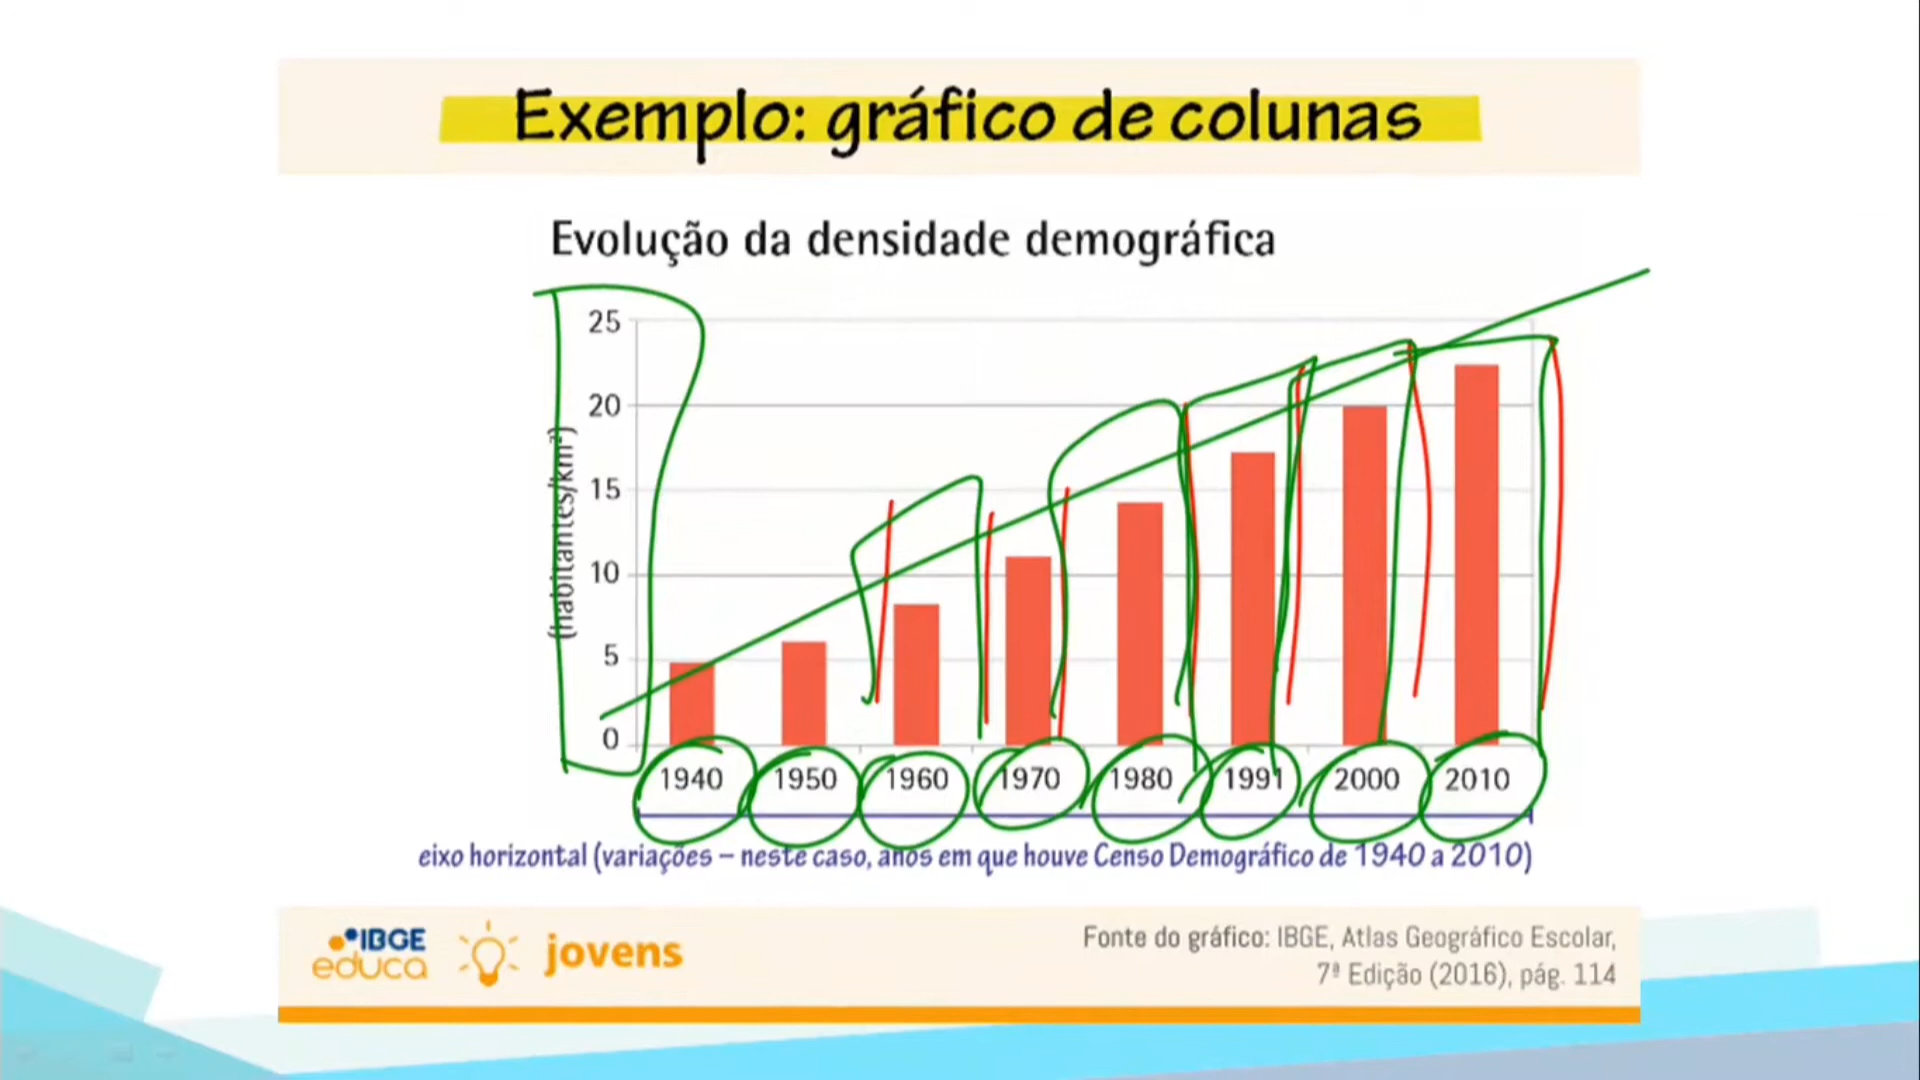 Exemplo: gráfico de colunas
Evolução da densidade demográfica
(habitantes/km²)
25
20
15
10
5
0
1940 1950 1960 1970 1980 1991 2000 2010
eixo horizontal (variações – neste caso, anos em que houve Censo Demográfico de 1940 a 2010)
IBGE
educa
jovens
Fonte do gráfico: IBGE, Atlas Geográfico Escolar,
7ª Edição (2016), pág. 114